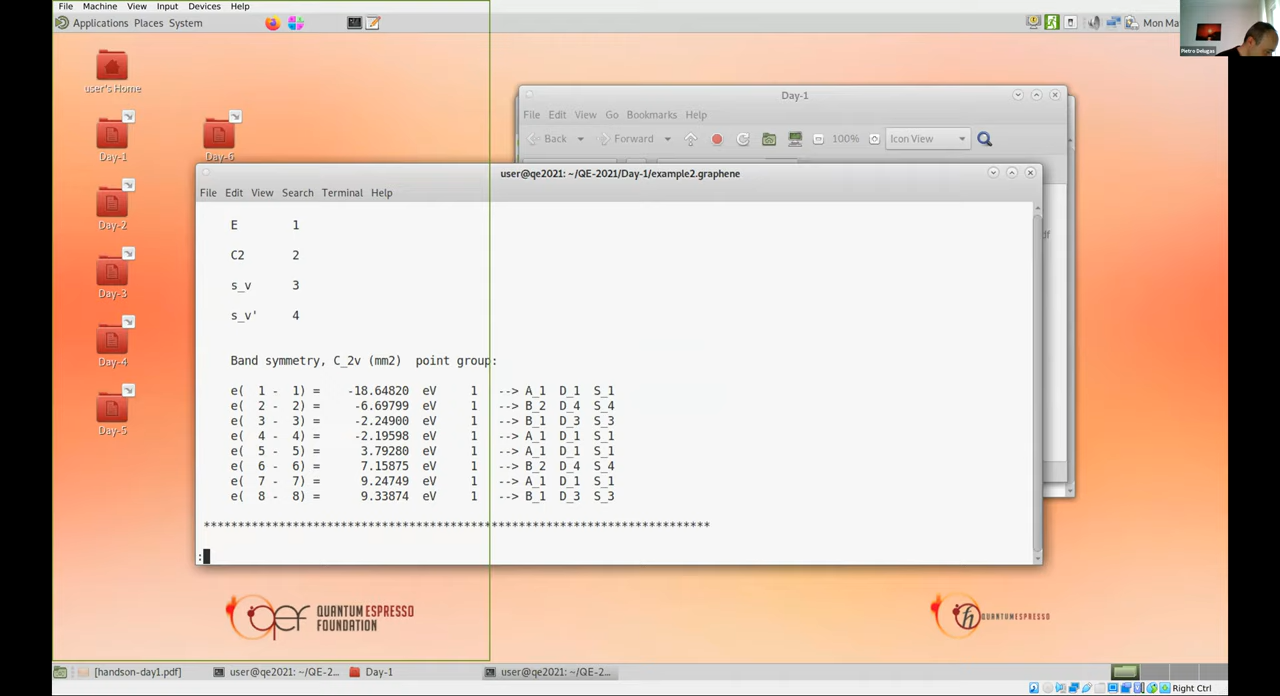 File Machine View Input Devices Help
Applications Places System
Mon Ma
Pietro Delugas
user's Home
Day-1
Day-6
Day-2
Day-3
Day-4
Day-5
Day-1
File Edit View Go Bookmarks Help
Back Forward 100% Icon View
df
user@qe2021: ~/QE-2021/Day-1/example2.graphene
File Edit View Search Terminal Help
E 1
C2 2
s_v 3
s_v' 4
Band symmetry, C_2v (mm2) point group:
e( 1 - 1) = -18.64820 eV 1 --> A_1 D_1 S_1
e( 2 - 2) = -6.69799 eV 1 --> B_2 D_4 S_4
e( 3 - 3) = -2.24900 eV 1 --> B_1 D_3 S_3
e( 4 - 4) = -2.19598 eV 1 --> A_1 D_1 S_1
e( 5 - 5) = 3.79280 eV 1 --> A_1 D_1 S_1
e( 6 - 6) = 7.15875 eV 1 --> B_2 D_4 S_4
e( 7 - 7) = 9.24749 eV 1 --> A_1 D_1 S_1
e( 8 - 8) = 9.33874 eV 1 --> B_1 D_3 S_3
**************************************************************************
:
QUANTUM ESPRESSO
FOUNDATION
QUANTUM ESPRESSO
[handson-day1.pdf] user@qe2021: ~/QE-2... Day-1 user@qe2021: ~/QE-2...
Right Ctrl